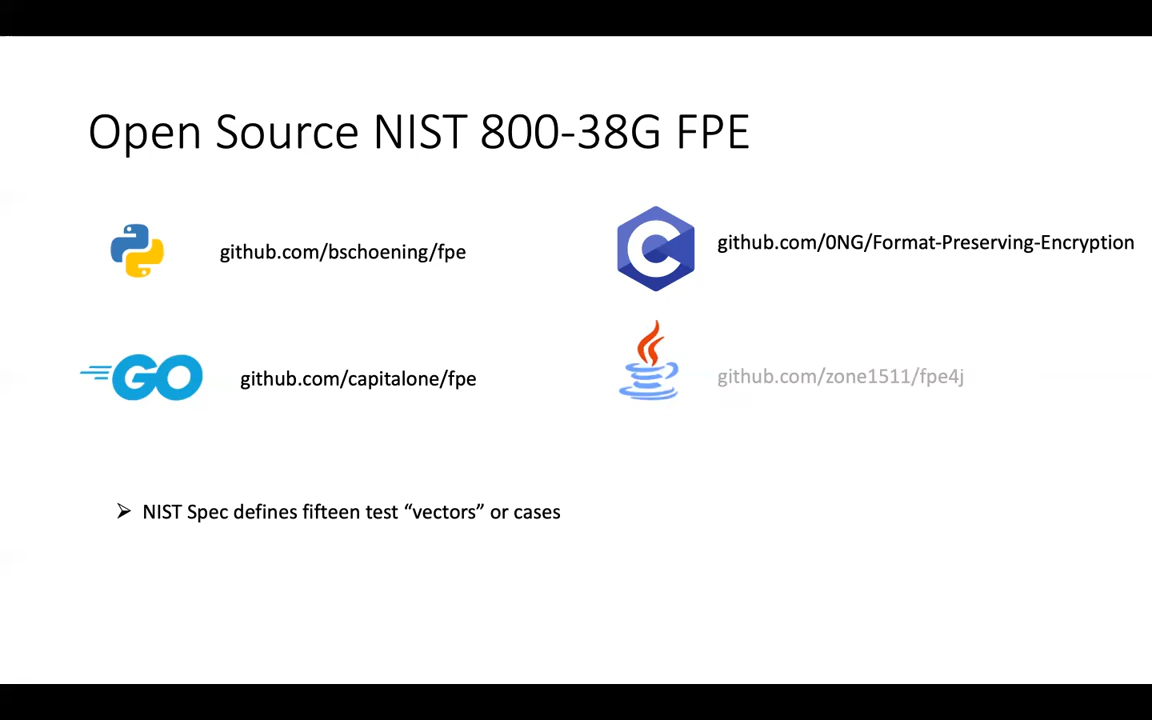 Open Source NIST 800-38G FPE
github.com/bschoening/fpe
C
github.com/0NG/Format-Preserving-Encryption
GO
github.com/capitalone/fpe
github.com/zone1511/fpe4j
➢ NIST Spec defines fifteen test “vectors” or cases